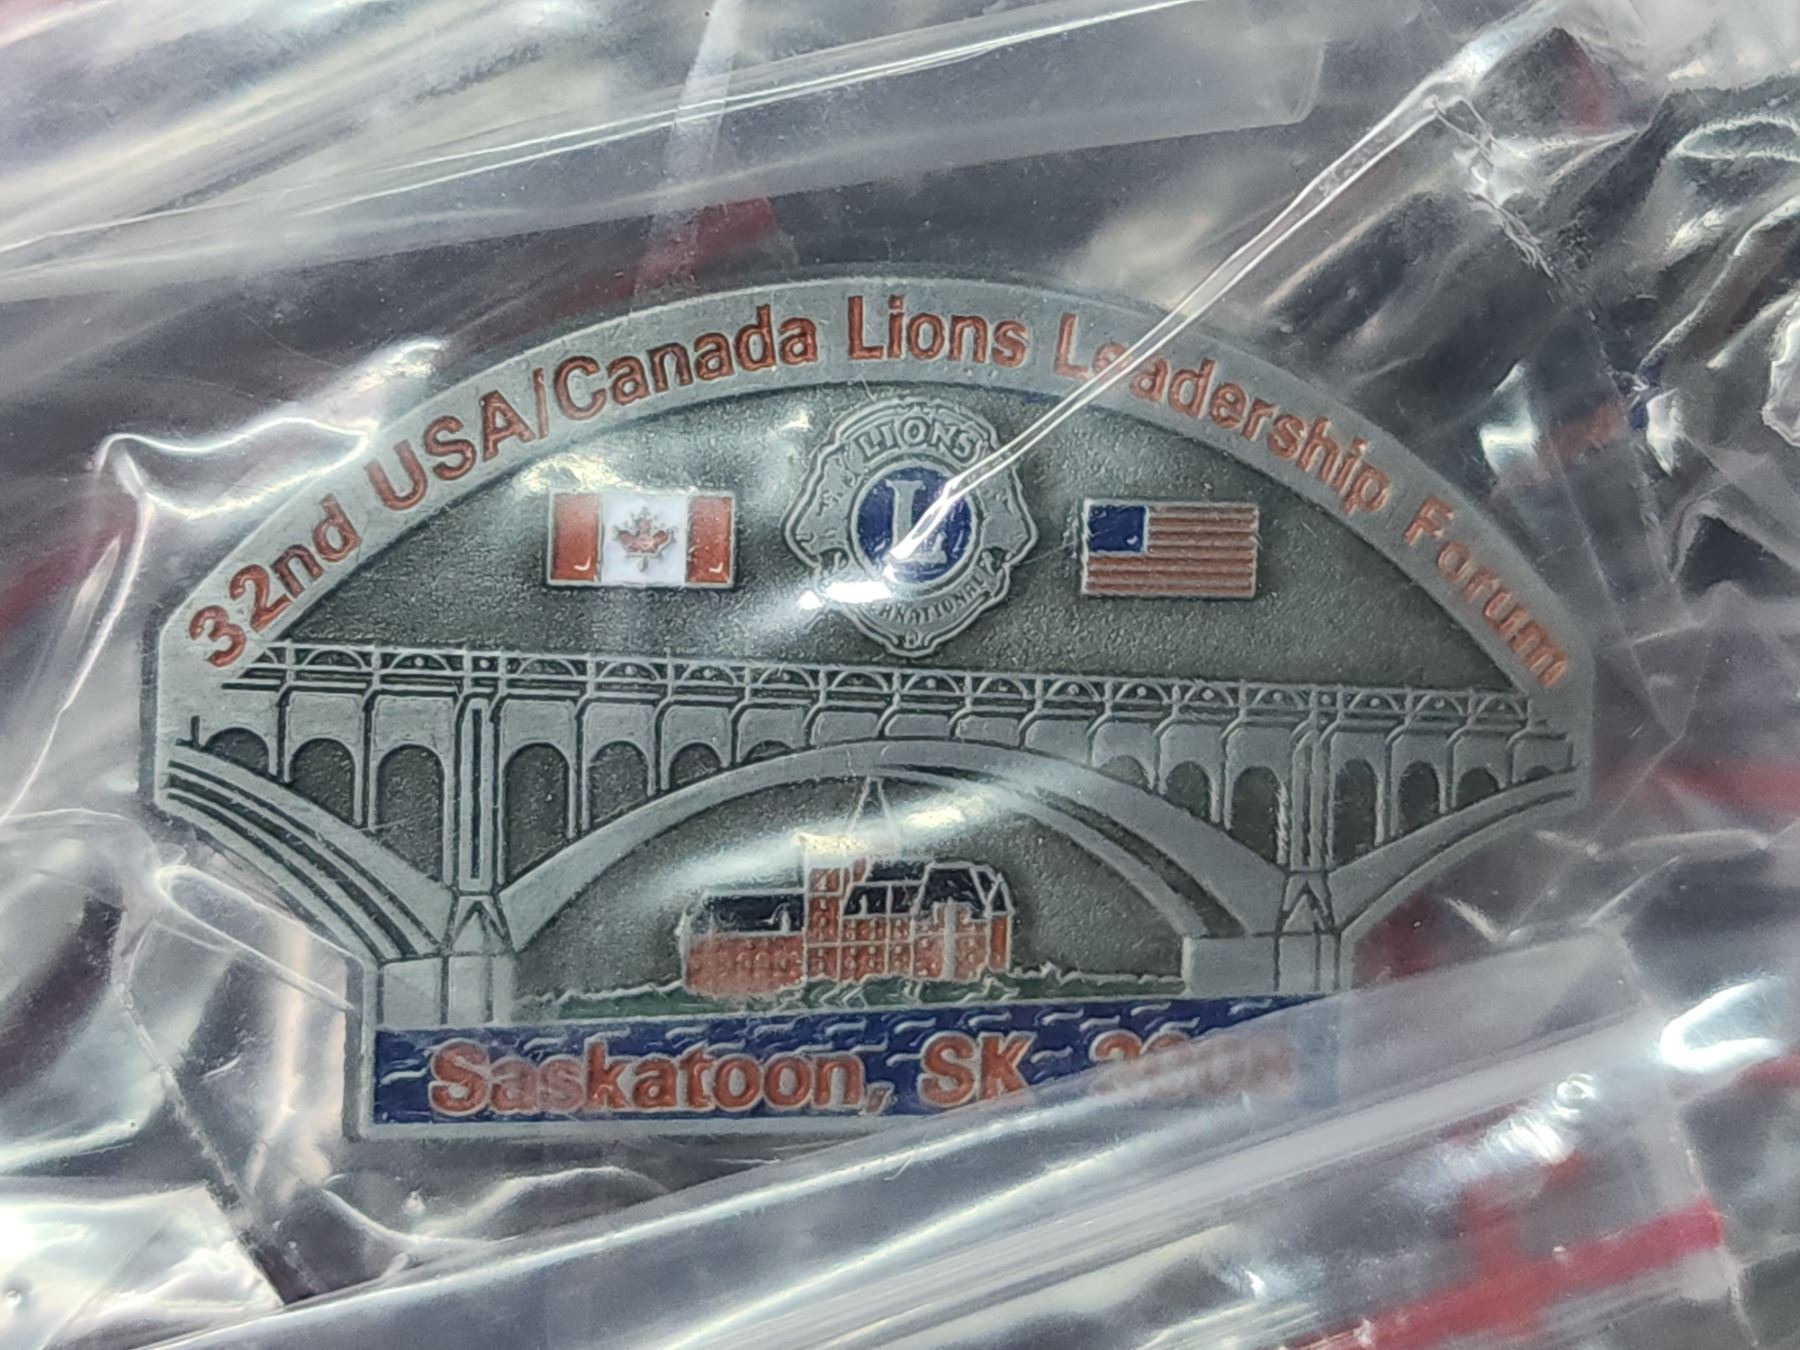 32nd USA/Canada Lions Leadership Forum
LIONS
L
INTERNATIONAL
Saskatoon, SK